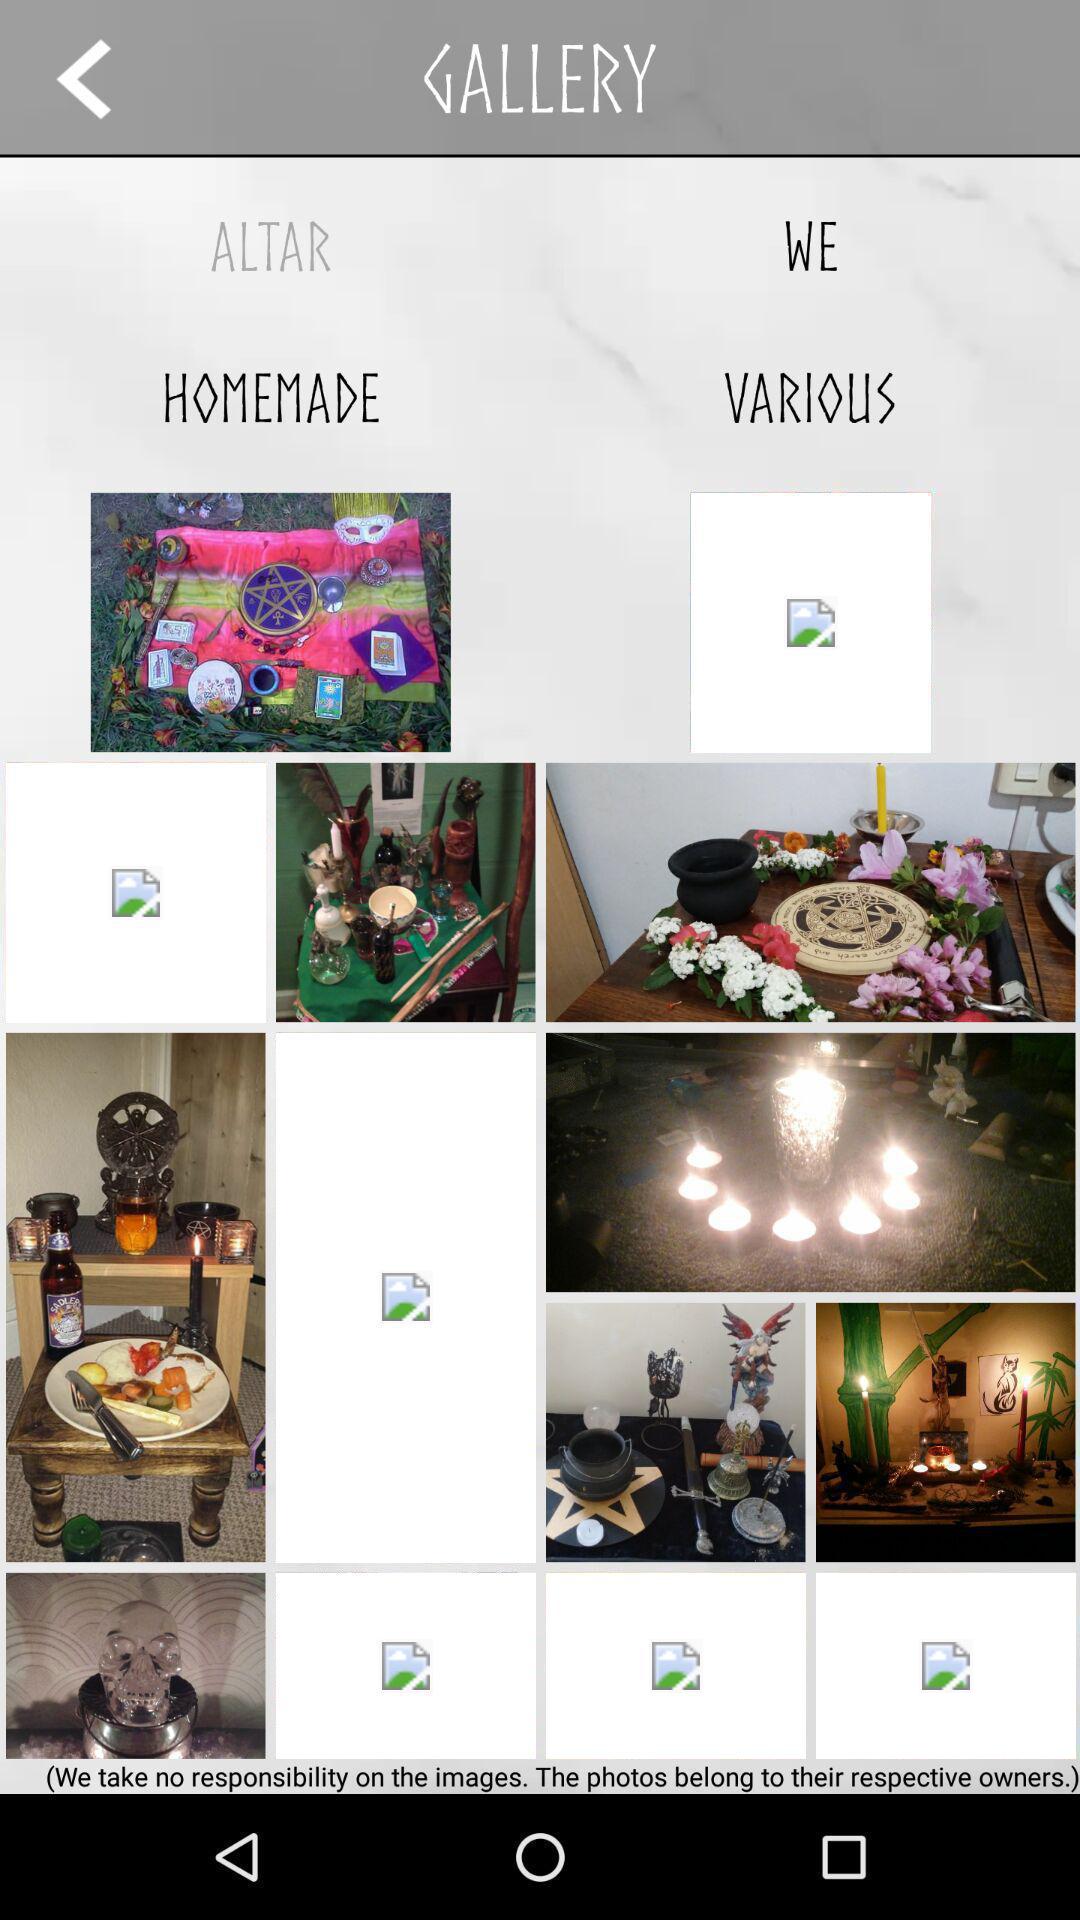 GALLERY
ALTAR
WE
HOMEMADE
VARIOUS
SADLER
(We take no responsibility on the images. The photos belong to their respective owners.)